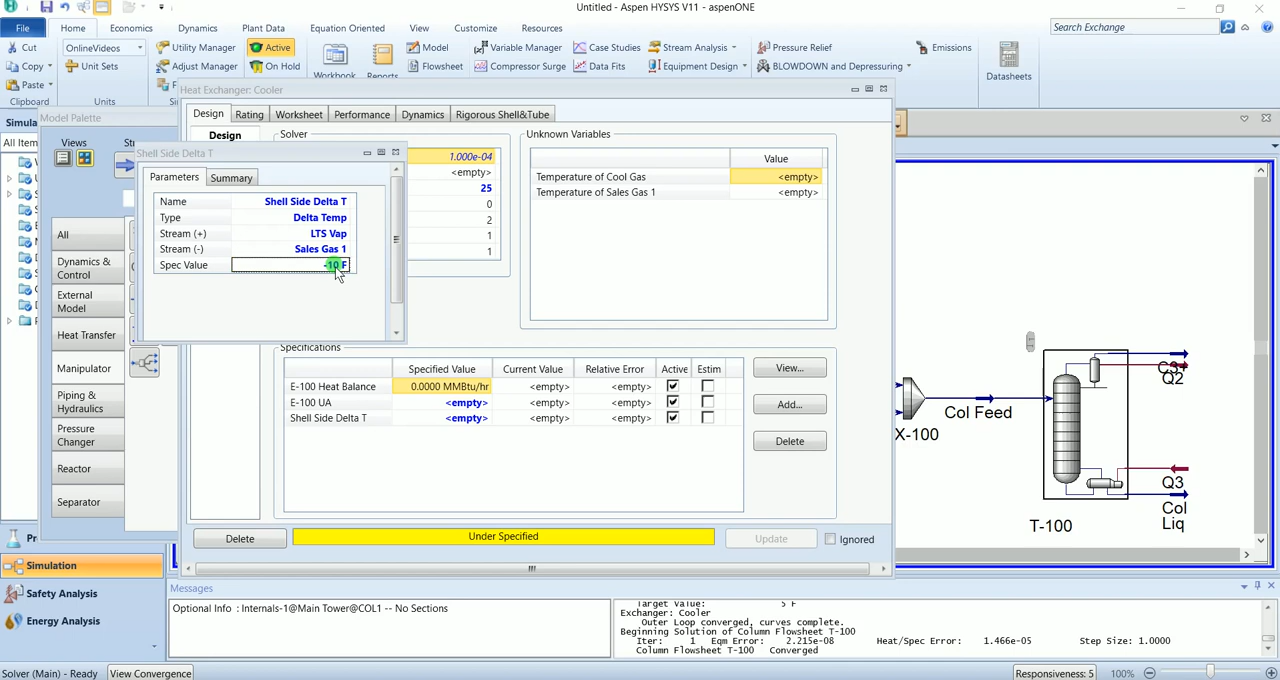 Untitled - Aspen HYSYS V11 - aspenONE
File
Home
Economics
Dynamics
Plant Data
Equation Oriented
View
Customize
Resources
Search Exchange
Cut
Copy
Paste
Clipboard
OnlineVideos
Unit Sets
Units
Utility Manager
Adjust Manager
Active
On Hold
Workbook
Reports
Model
Flowsheet
Variable Manager
Compressor Surge
Case Studies
Data Fits
Stream Analysis
Equipment Design
Pressure Relief
BLOWDOWN and Depressuring
Emissions
Datasheets
Model Palette
Views
All
Dynamics &
Control
External
Model
Heat Transfer
Manipulator
Piping &
Hydraulics
Pressure
Changer
Reactor
Separator
Heat Exchanger: Cooler
Design
Rating
Worksheet
Performance
Dynamics
Rigorous Shell&Tube
Design
Solver
1.000e-04
<empty>
25
0
2
1
1
Unknown Variables
Value
Temperature of Cool Gas <empty>
Temperature of Sales Gas 1 <empty>
Shell Side Delta T
Parameters
Summary
Name Shell Side Delta T
Type Delta Temp
Stream (+) LTS Vap
Stream (-) Sales Gas 1
Spec Value -10 F
Specifications
Specified Value Current Value Relative Error Active Estim
E-100 Heat Balance 0.0000 MMBtu/hr <empty> <empty>
E-100 UA <empty> <empty> <empty>
Shell Side Delta T <empty> <empty> <empty>
View...
Add...
Delete
Delete
Under Specified
Update
Ignored
X-100
Col Feed
T-100
Q2
Q3
Col
Liq
Simulation
Safety Analysis
Energy Analysis
Messages
Optional Info : Internals-1@Main Tower@COL1 -- No Sections
Target Value: 5 F
Exchanger: Cooler
Outer Loop converged, curves complete.
Beginning Solution of Column Flowsheet T-100
Iter: 1 Eqm Error: 2.215e-08 Heat/Spec Error: 1.466e-05 Step Size: 1.0000
Column Flowsheet T-100 Converged
Solver (Main) - Ready
View Convergence
Responsiveness: 5
100%